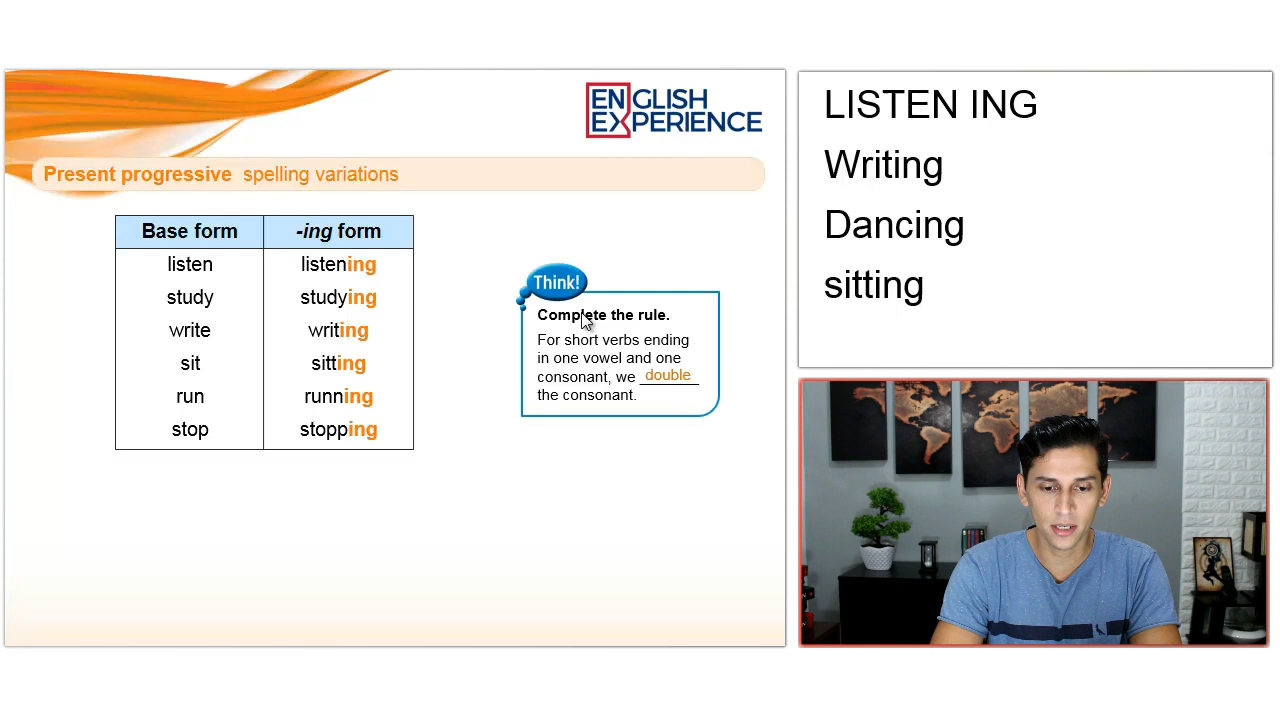 ENGLISH
EXPERIENCE
Present progressive spelling variations
Base form -ing form
listen listening
study studying
write writing
sit sitting
run running
stop stopping
Think!
Complete the rule.
For short verbs ending
in one vowel and one
consonant, we double
the consonant.
LISTEN ING
Writing
Dancing
sitting